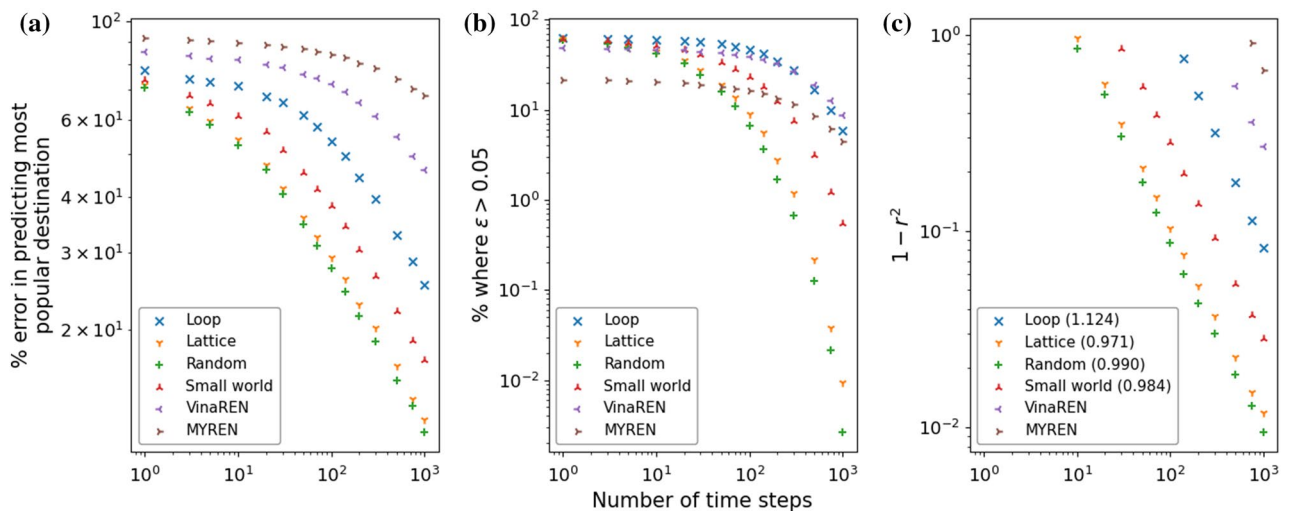 (a)
% error in predicting most
popular destination
10²
6 × 10¹
4 × 10¹
3 × 10¹
2 × 10¹
Loop
Lattice
Random
Small world
VinaREN
MYREN
10⁰ 10¹ 10² 10³
(b)
% where ε > 0.05
10²
10¹
10⁰
10⁻¹
10⁻²
Loop
Lattice
Random
Small world
VinaREN
MYREN
10⁰ 10¹ 10² 10³
Number of time steps
(c)
1 − r²
10⁰
10⁻¹
10⁻²
Loop (1.124)
Lattice (0.971)
Random (0.990)
Small world (0.984)
VinaREN
MYREN
10⁰ 10¹ 10² 10³